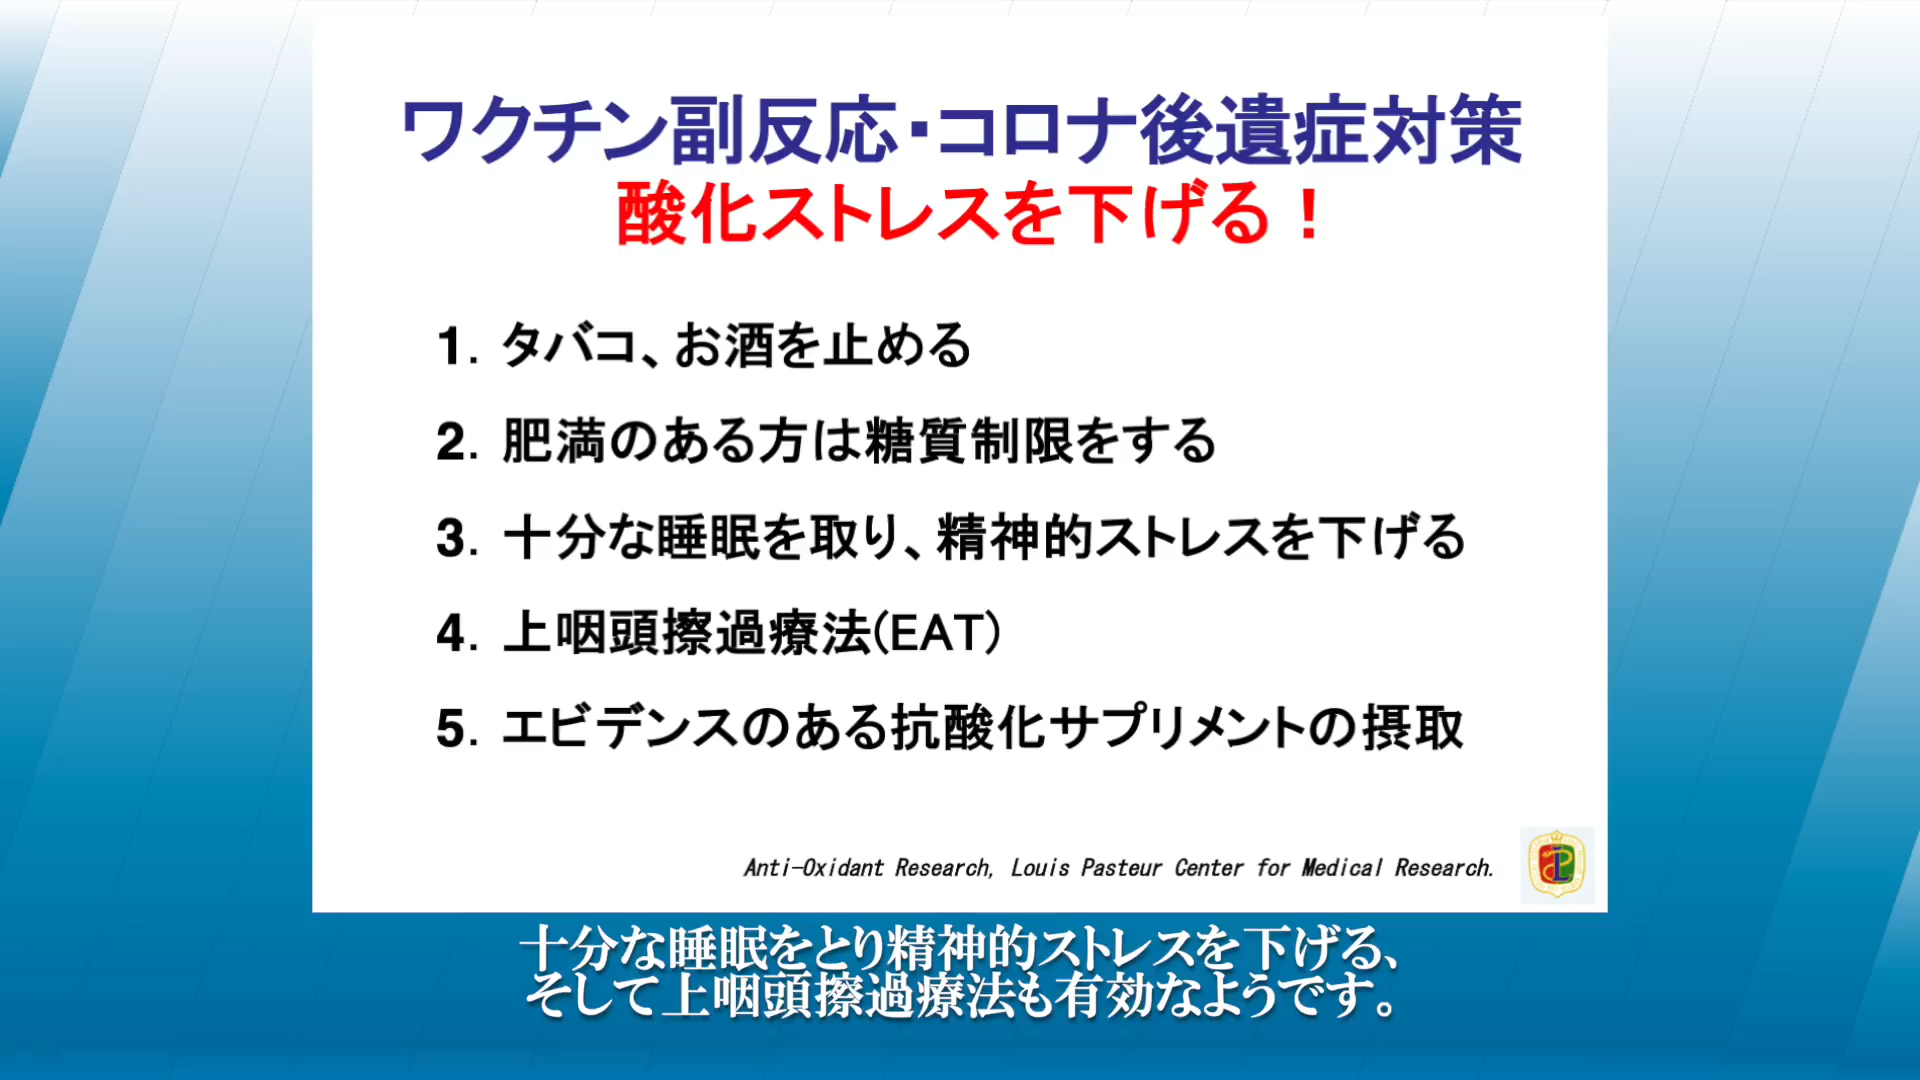 ワクチン副反応・コロナ後遺症対策
酸化ストレスを下げる！
1. タバコ、お酒を止める
2. 肥満のある方は糖質制限をする
3. 十分な睡眠を取り、精神的ストレスを下げる
4. 上咽頭擦過療法(EAT)
5. エビデンスのある抗酸化サプリメントの摂取
Anti-Oxidant Research, Louis Pasteur Center for Medical Research.
十分な睡眠をとり精神的ストレスを下げる、
そして上咽頭擦過療法も有効なようです。